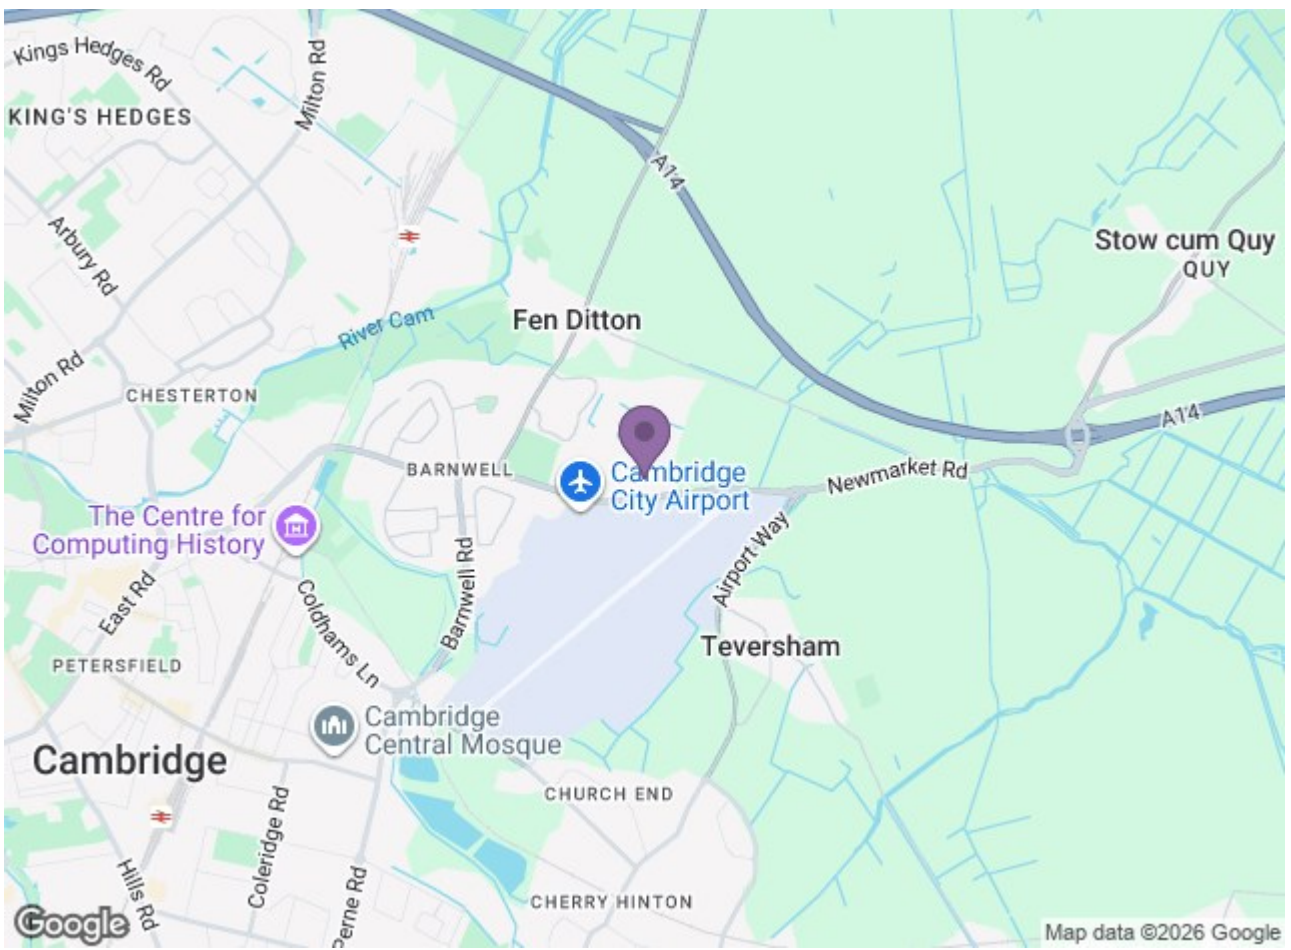 Kings Hedges Rd
Milton Rd
KING'S HEDGES
A14
Arbury Rd
Stow cum Quy
QUY
River Cam
Fen Ditton
Milton Rd
CHESTERTON
A14
BARNWELL
Cambridge
City Airport
Newmarket Rd
The Centre for
Computing History
Airport Way
East Rd
Coldhams Ln
Barnwell Rd
Teversham
PETERSFIELD
Cambridge
Central Mosque
Cambridge
CHURCH END
Coleridge Rd
Hills Rd
Perne Rd
CHERRY HINTON
Google
Map data ©2026 Google